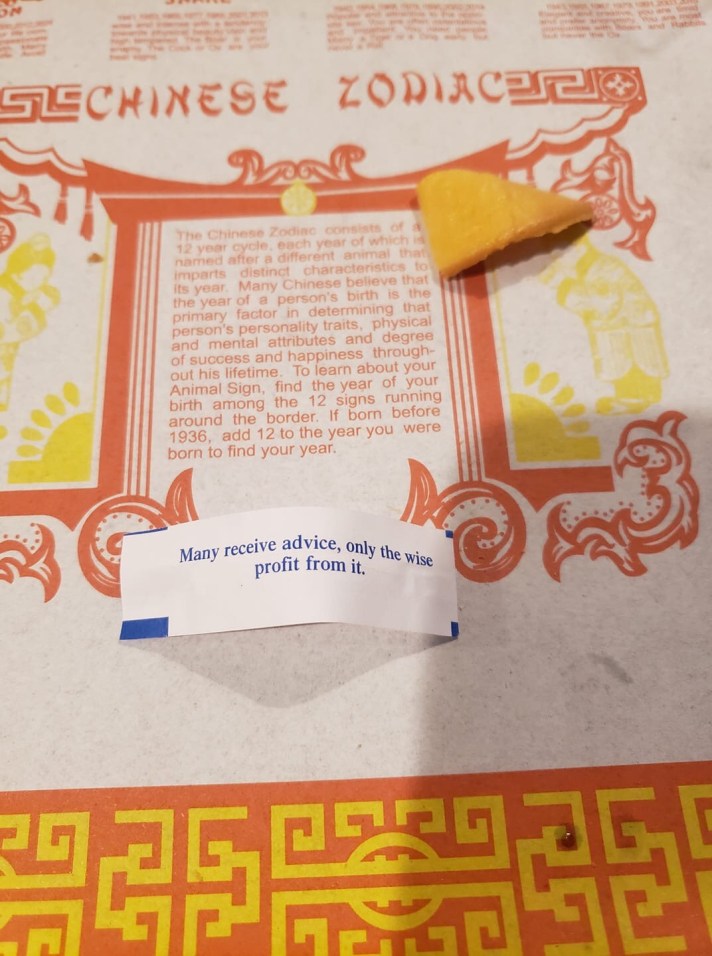 CHINESE ZODIAC
The Chinese Zodiac consists of a
12 year cycle, each year of which is
named after a different animal that
imparts distinct characteristics to
its year. Many Chinese believe that
the year of a person's birth is the
primary factor in determining that
person's personality traits, physical
and mental attributes and degree
of success and happiness through-
out his lifetime. To learn about your
Animal Sign, find the year of your
birth among the 12 signs running
around the border. If born before
1936, add 12 to the year you were
born to find your year.
Many receive advice, only the wise
profit from it.